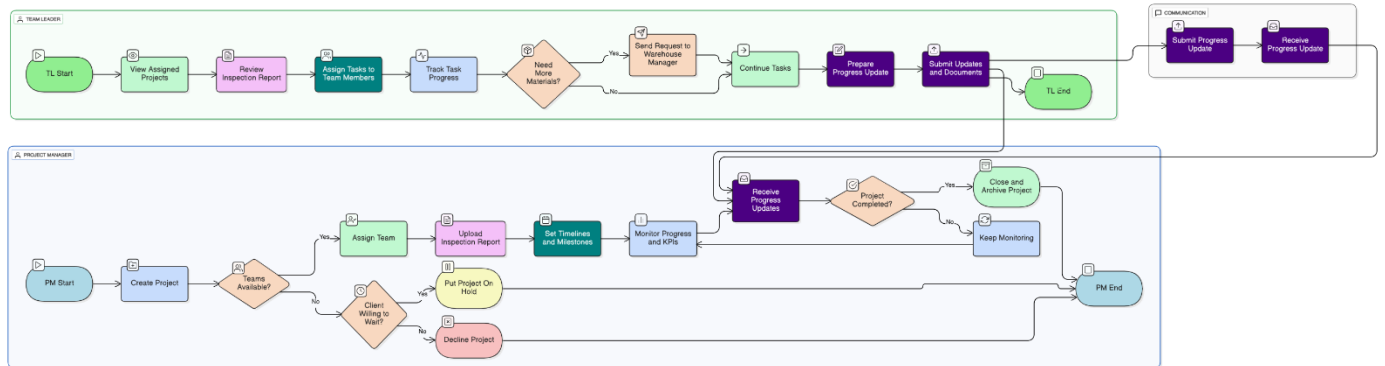 TEAM LEADER
COMMUNICATION
TL Start
View Assigned
Projects
Review
Inspection Report
Assign Tasks to
Team Members
Track Task
Progress
Need
More
Materials?
Yes
No
Send Request to
Warehouse
Manager
Continue Tasks
Prepare
Progress Update
Submit Updates
and Documents
TL End
Submit Progress
Update
Receive
Progress Update
PROJECT MANAGER
PM Start
Create Project
Teams
Available?
Yes
No
Assign Team
Upload
Inspection Report
Set Timelines
and Milestones
Monitor Progress
and KPIs
Receive
Progress
Updates
Project
Completed?
Yes
No
Close and
Archive Project
Keep Monitoring
Client
Willing to
Wait?
Yes
No
Put Project On
Hold
Decline Project
PM End